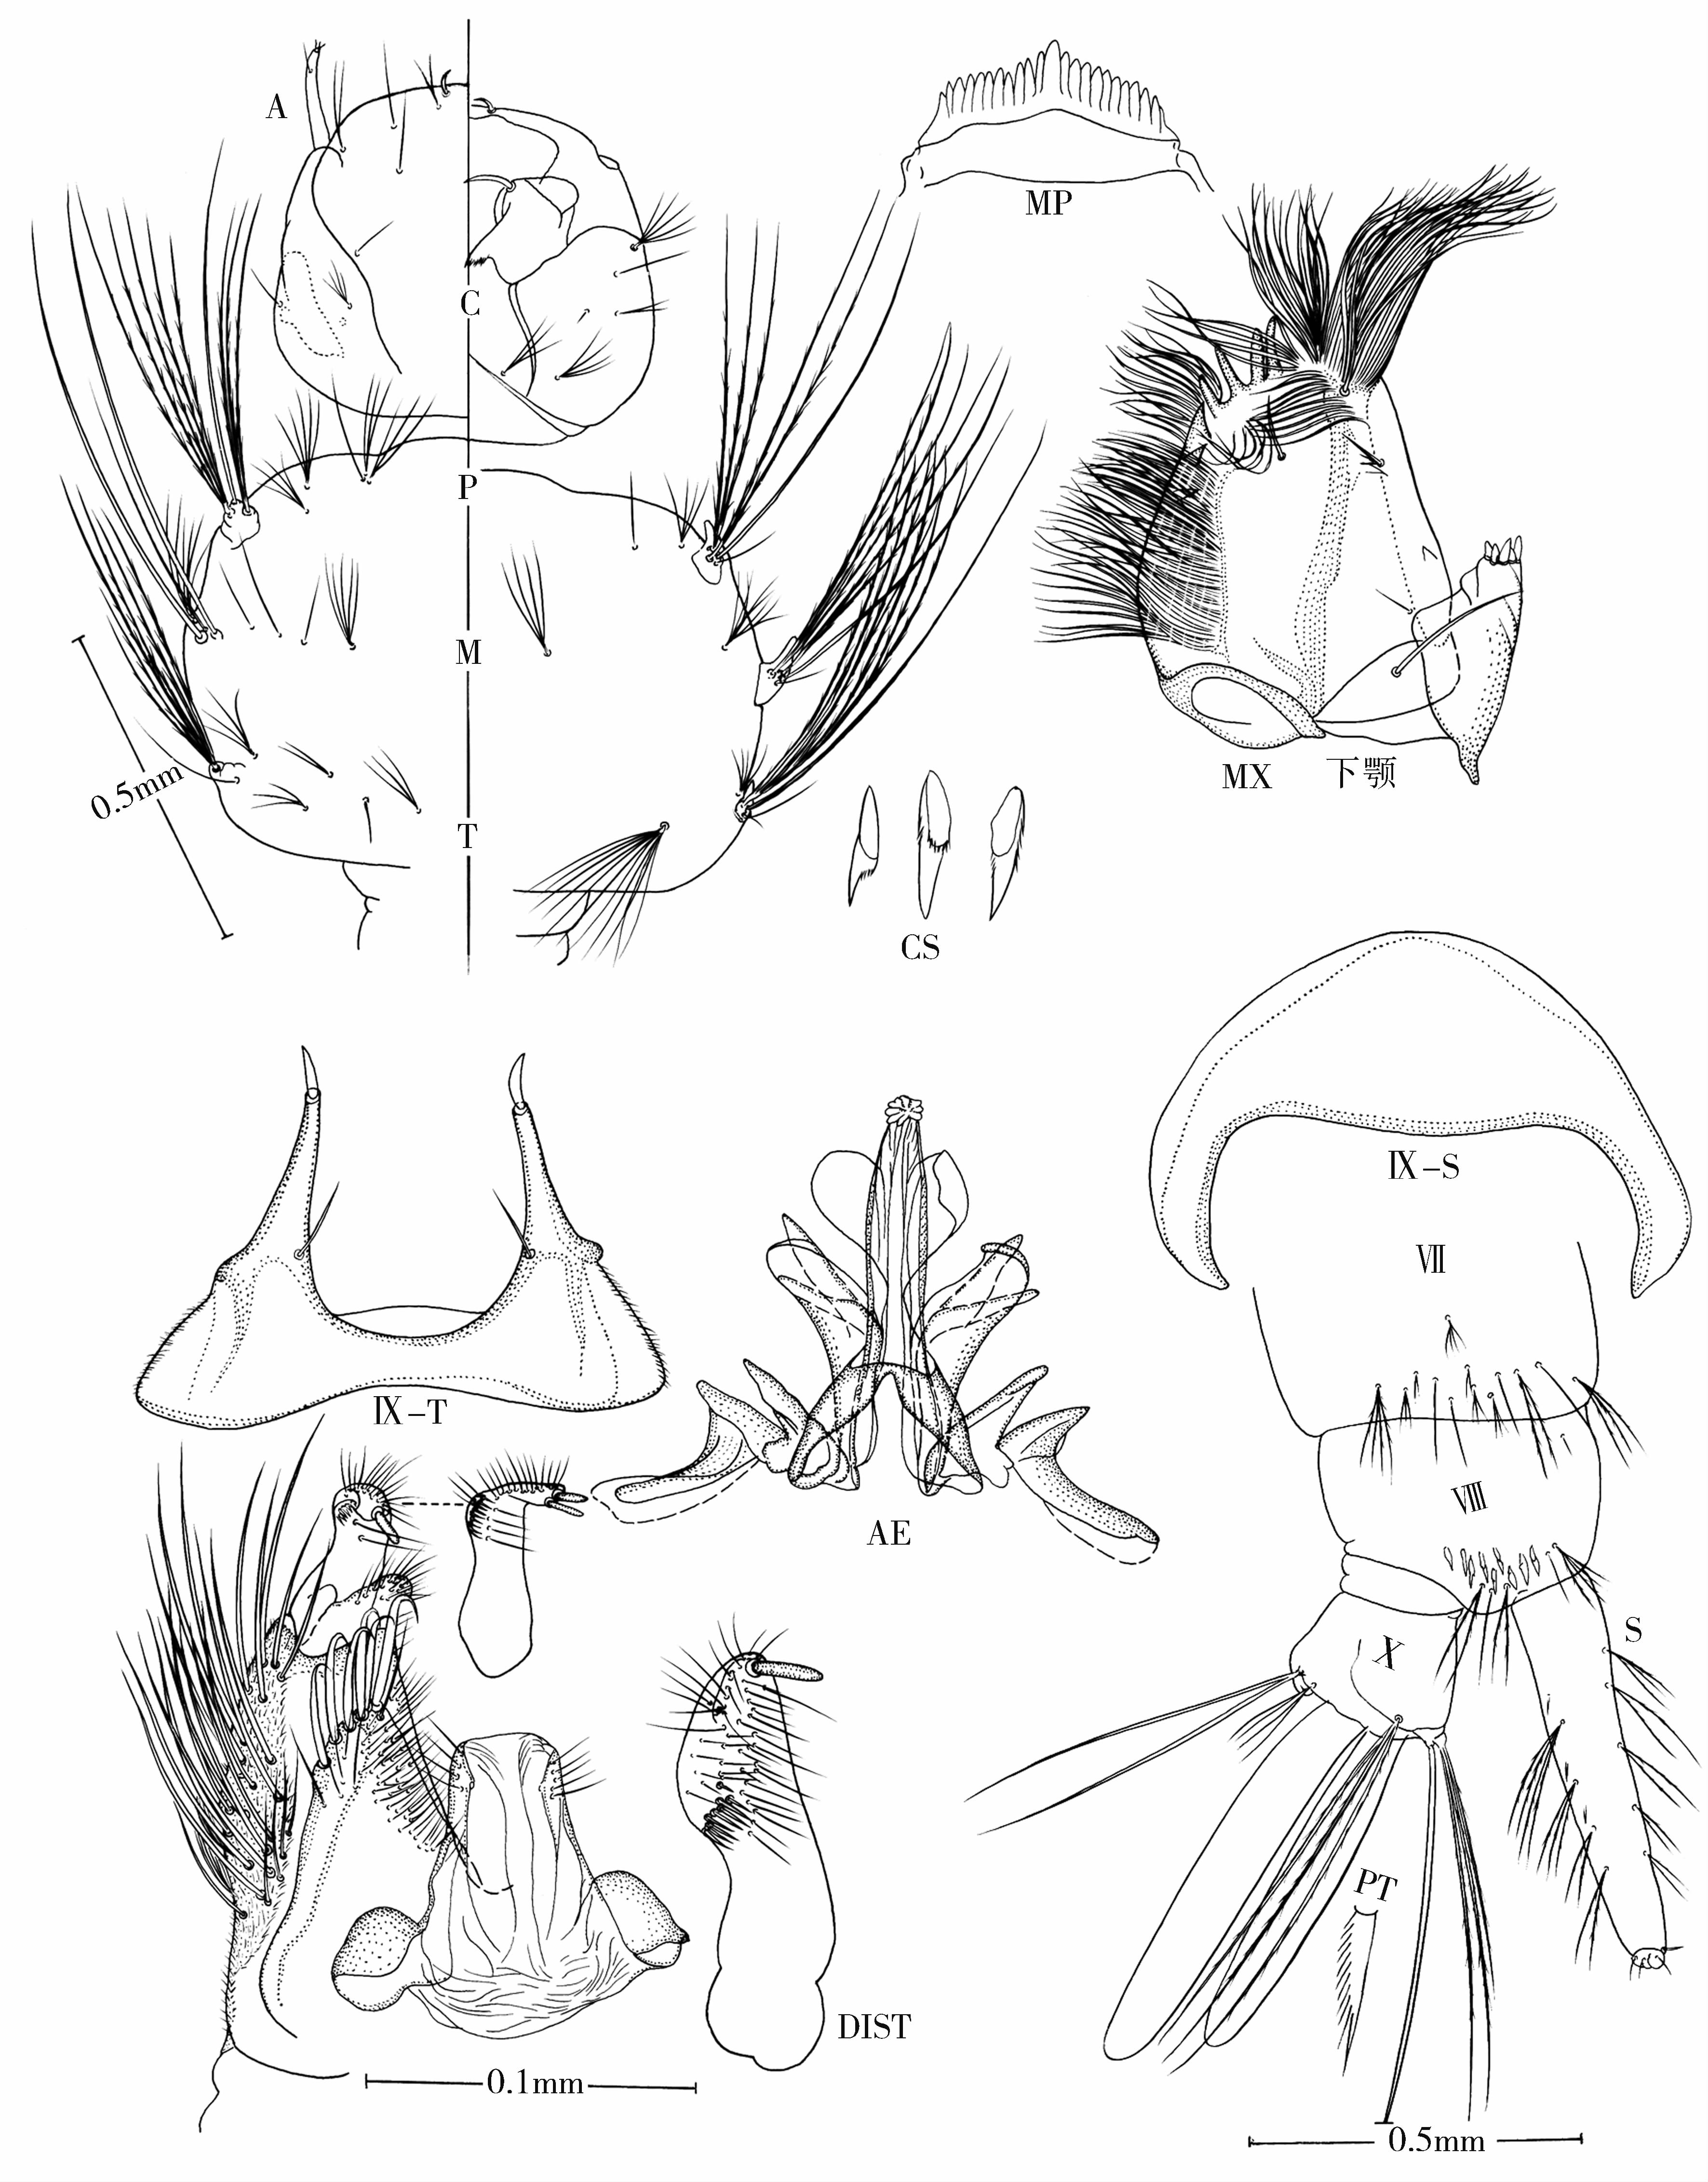 A
MP
C
P
M
0.5mm
T
MX 下颚
CS
IX-S
VII
IX-T
VIII
AE
S
X
PT
DIST
0.1mm
0.5mm